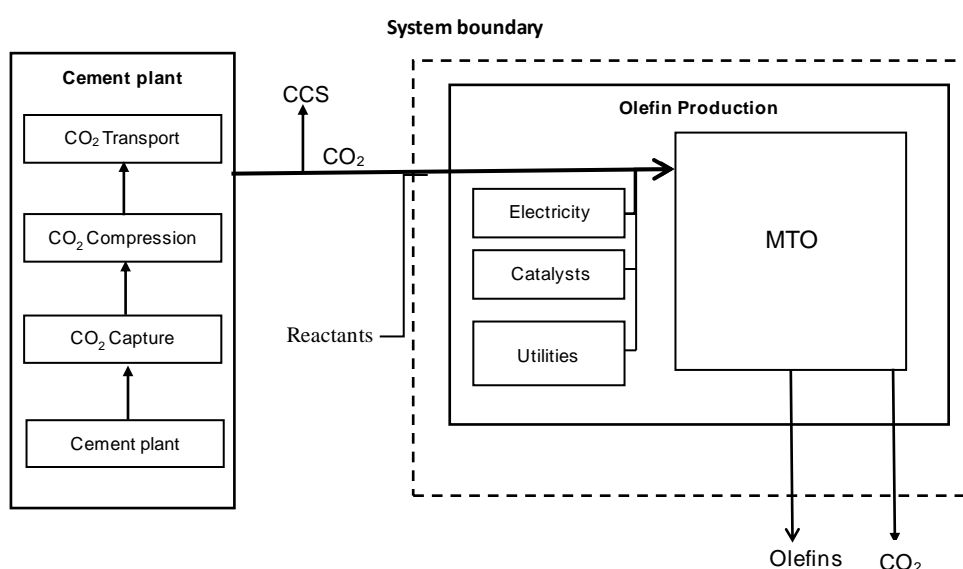 System boundary
Cement plant
CO₂ Transport
CO₂ Compression
CO₂ Capture
Cement plant
CCS
CO₂
Reactants
Olefin Production
Electricity
Catalysts
Utilities
MTO
Olefins
CO₂